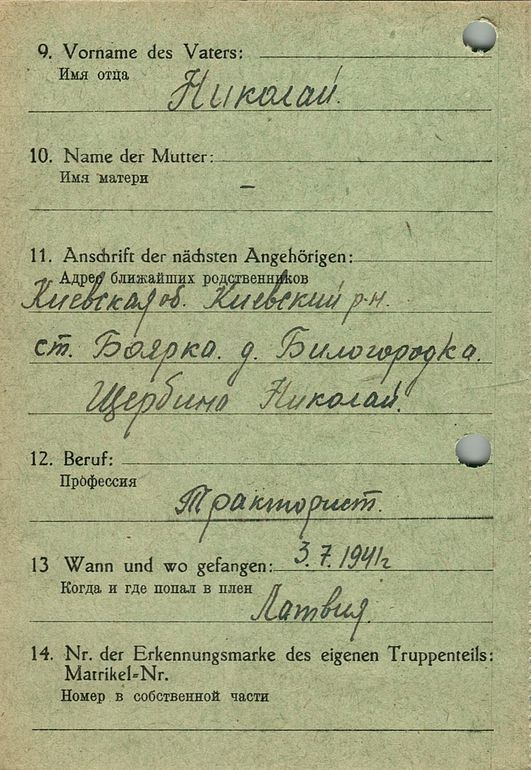 9. Vorname des Vaters:
Имя отца
Николай.
10. Name der Mutter:
Имя матери
–
11. Anschrift der nächsten Angehörigen:
Адрес ближайших родственников
Киевская об. Киевский р-н.
ст. Боярка. д. Билогородка.
Щербина Николай.
12. Beruf:
Профессия
Тракторист.
13 Wann und wo gefangen: 3.7.1941г
Когда и где попал в плен
Латвия.
14. Nr. der Erkennungsmarke des eigenen Truppenteils:
Matrikel-Nr.
Номер в собственной части